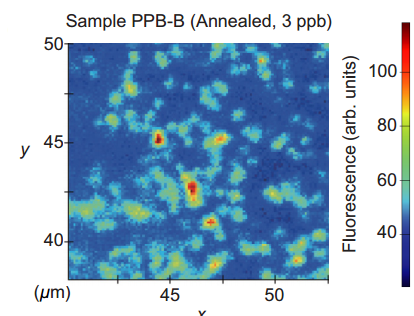 Sample PPB-B (Annealed, 3 ppb)
50
45
40
y
(μm)
45
50
x
100
80
60
40
Fluorescence (arb. units)